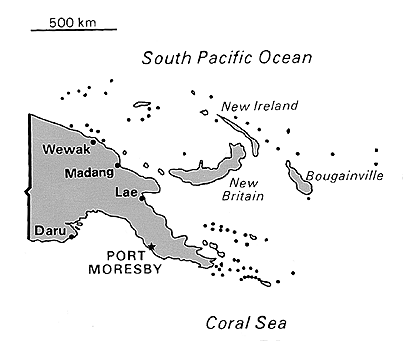 500 km
South Pacific Ocean
New Ireland
Wewak
Madang
Bougainville
Lae
New
Britain
Daru
PORT
MORESBY
Coral Sea